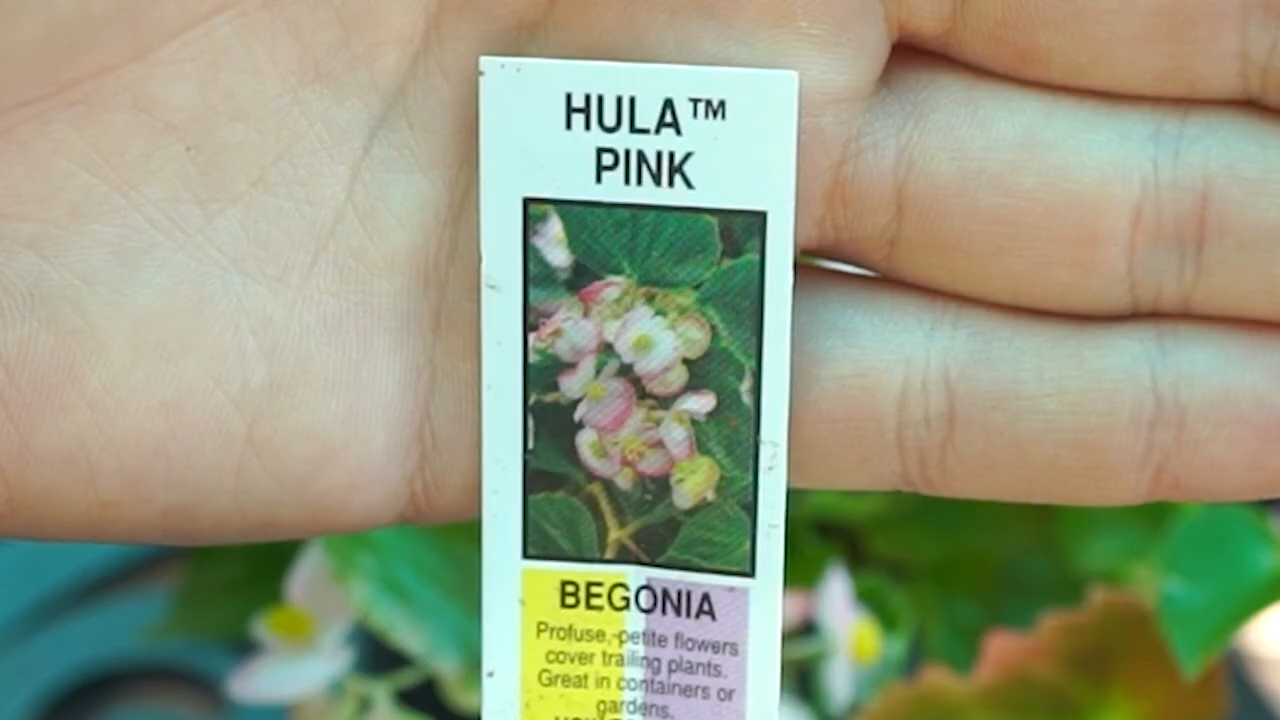 HULA™
PINK
BEGONIA
Profuse, petite flowers
cover trailing plants.
Great in containers or
gardens.